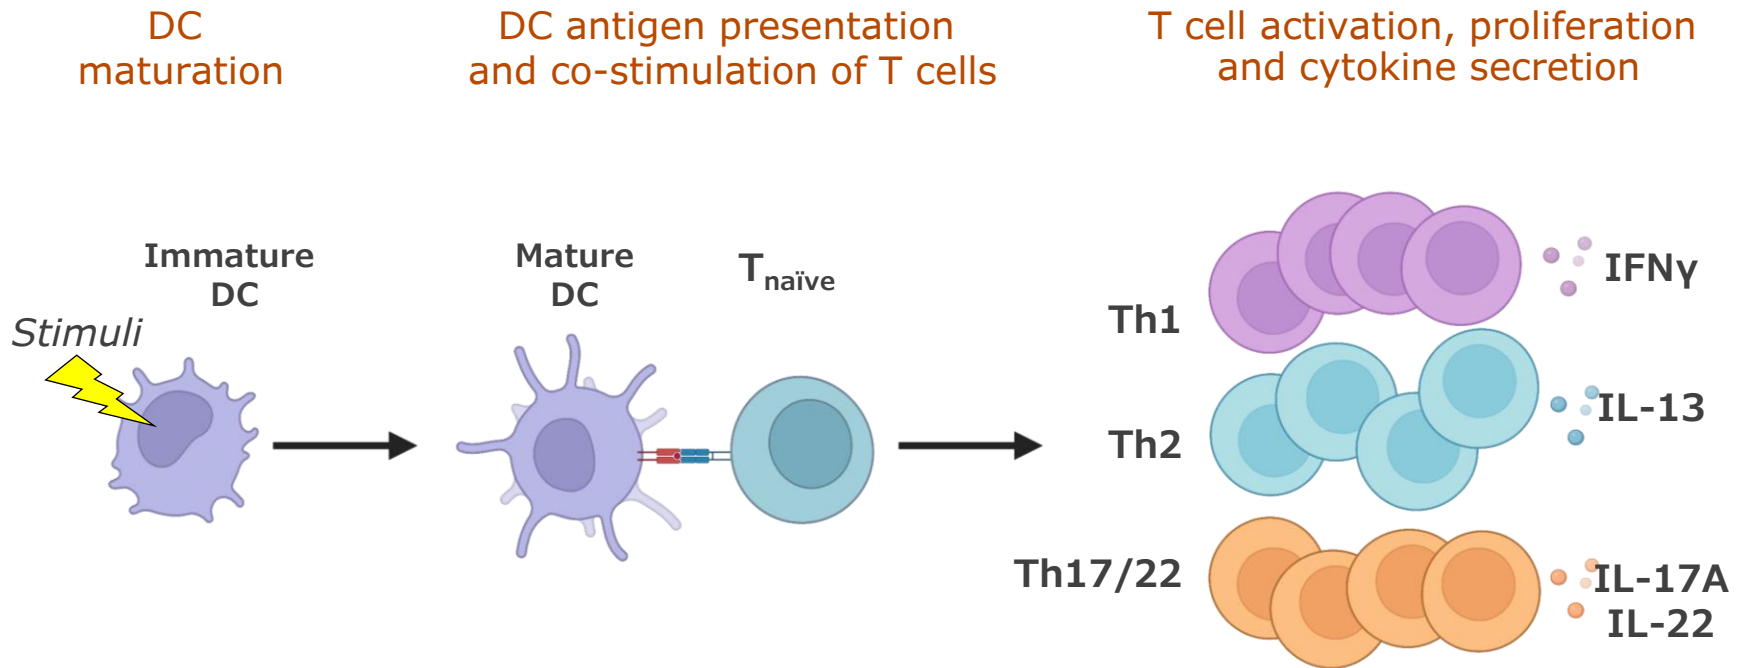 DC
maturation
DC antigen presentation
and co-stimulation of T cells
T cell activation, proliferation
and cytokine secretion
Immature
DC
Stimuli
Mature
DC
Tnaïve
Th1
IFNγ
Th2
IL-13
Th17/22
IL-17A
IL-22